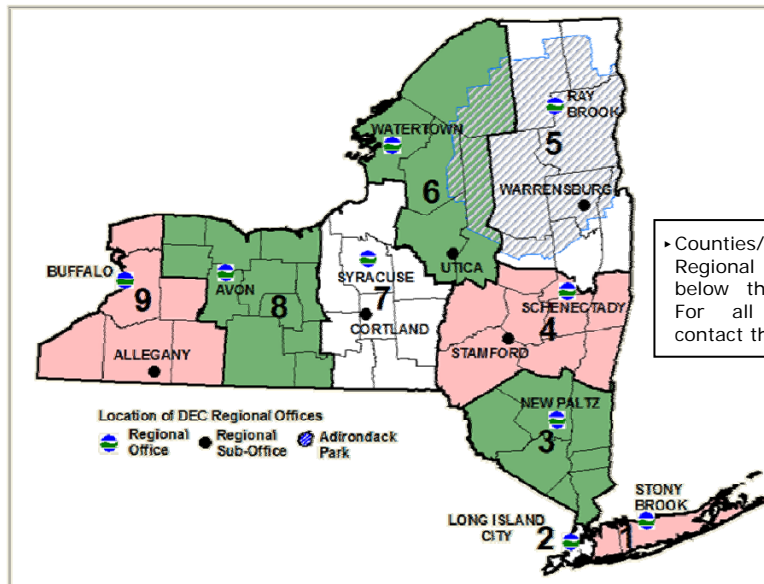 RAY
BROOK
5
WATERTOWN
6
WARRENSBURG
▸ Counties/
Regional
below th
For all
contact th
BUFFALO
9
AVON
8
SYRACUSE
7
CORTLAND
UTICA
SCHENECTADY
4
STAMFORD
ALLEGANY
NEW PALTZ
3
Location of DEC Regional Offices
Regional
Office
Regional
Sub-Office
Adirondack
Park
STONY
BROOK
LONG ISLAND
CITY
2
1